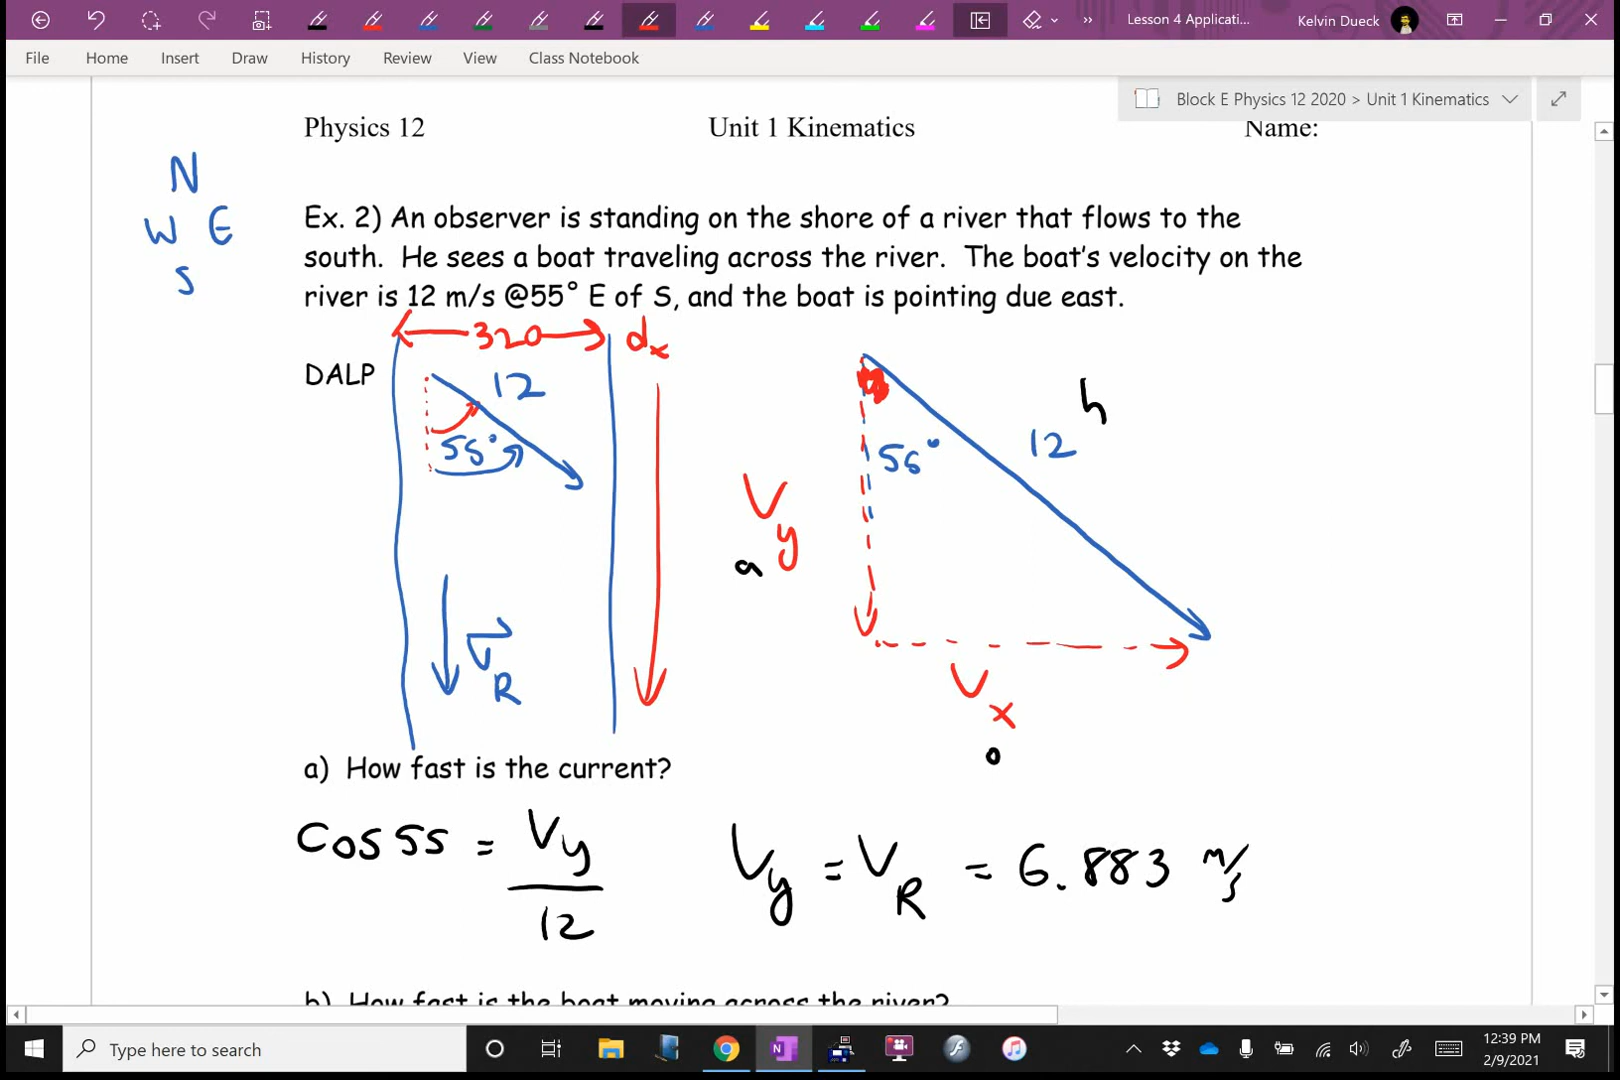 Lesson 4 Applicati...
Kelvin Dueck
File Home Insert Draw History Review View Class Notebook
Block E Physics 12 2020 > Unit 1 Kinematics
Physics 12 Unit 1 Kinematics Name:
N
W E
S
Ex. 2) An observer is standing on the shore of a river that flows to the
south. He sees a boat traveling across the river. The boat's velocity on the
river is 12 m/s @55° E of S, and the boat is pointing due east.
320 dx
DALP
12
55°
h
12
55°
Vy
a
VR
Vx
o
a) How fast is the current?
Cos 55 = Vy/12
Vy = VR = 6.883 m/s
b) How fast is the boat moving across the river?
Type here to search
12:39 PM
2/9/2021